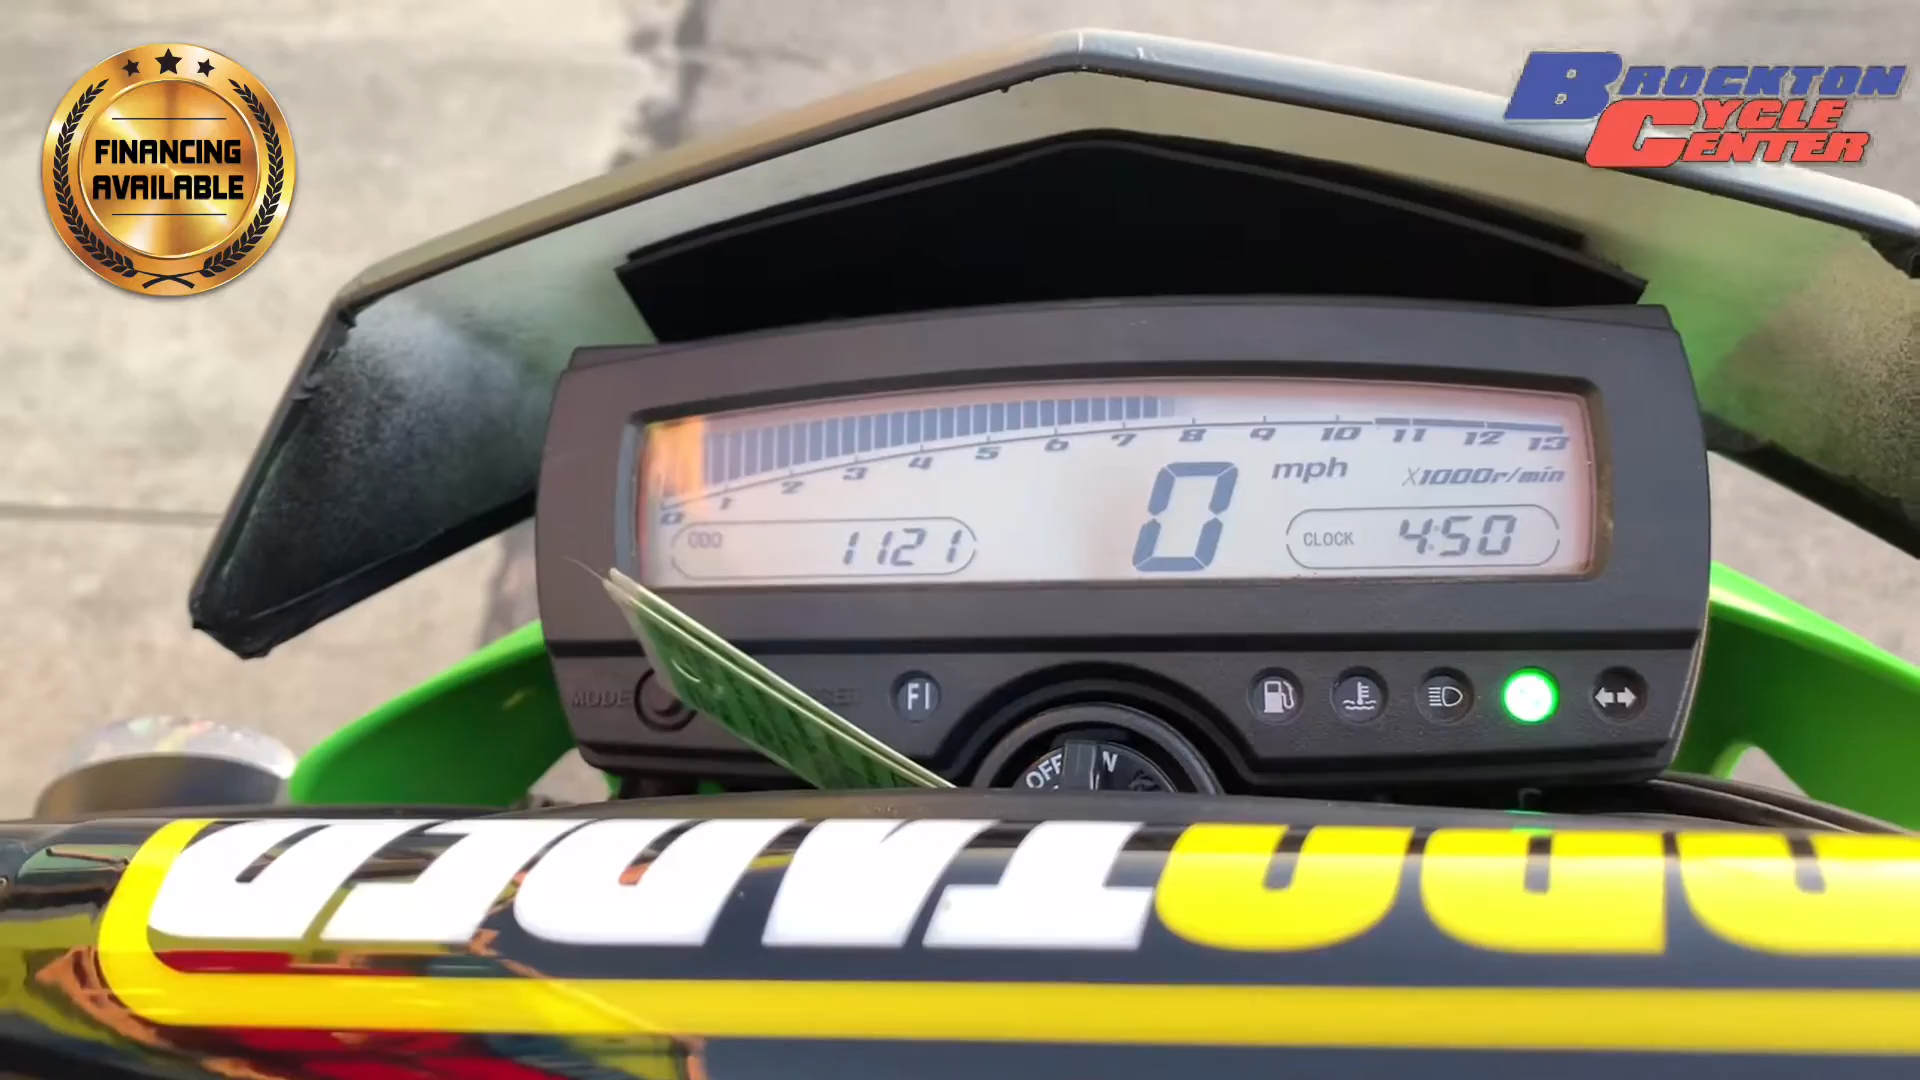 FINANCING
AVAILABLE
BROCKTON
CYCLE
CENTER
0 1 2 3 4 5 6 7 8 9 10 11 12 13
mph
X1000r/min
ODO 1121
0
CLOCK 4:50
MODE
FI
OFF